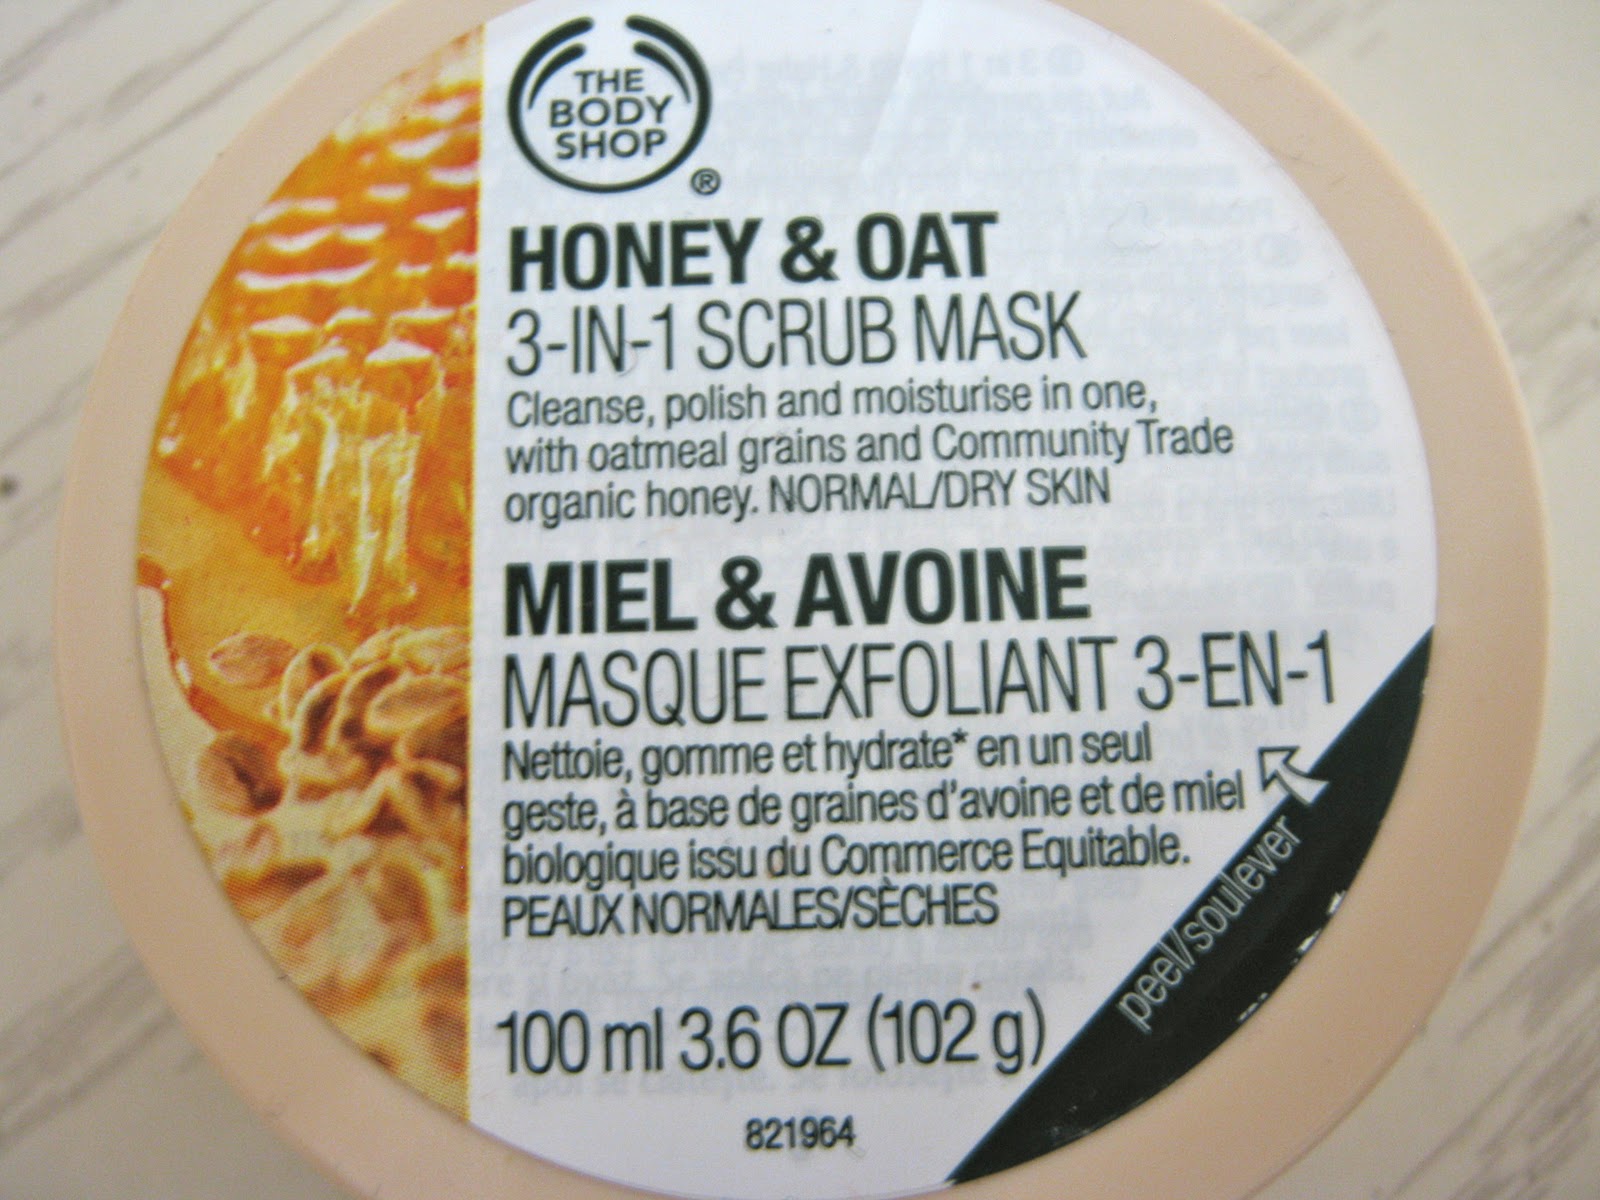 THE
BODY
SHOP
®
HONEY & OAT
3-IN-1 SCRUB MASK
Cleanse, polish and moisturise in one,
with oatmeal grains and Community Trade
organic honey. NORMAL/DRY SKIN
MIEL & AVOINE
MASQUE EXFOLIANT 3-EN-1
Nettoie, gomme et hydrate* en un seul
geste, à base de graines d'avoine et de miel
biologique issu du Commerce Equitable.
PEAUX NORMALES/SÈCHES
peel/soulever
100 ml 3.6 OZ (102 g)
821964